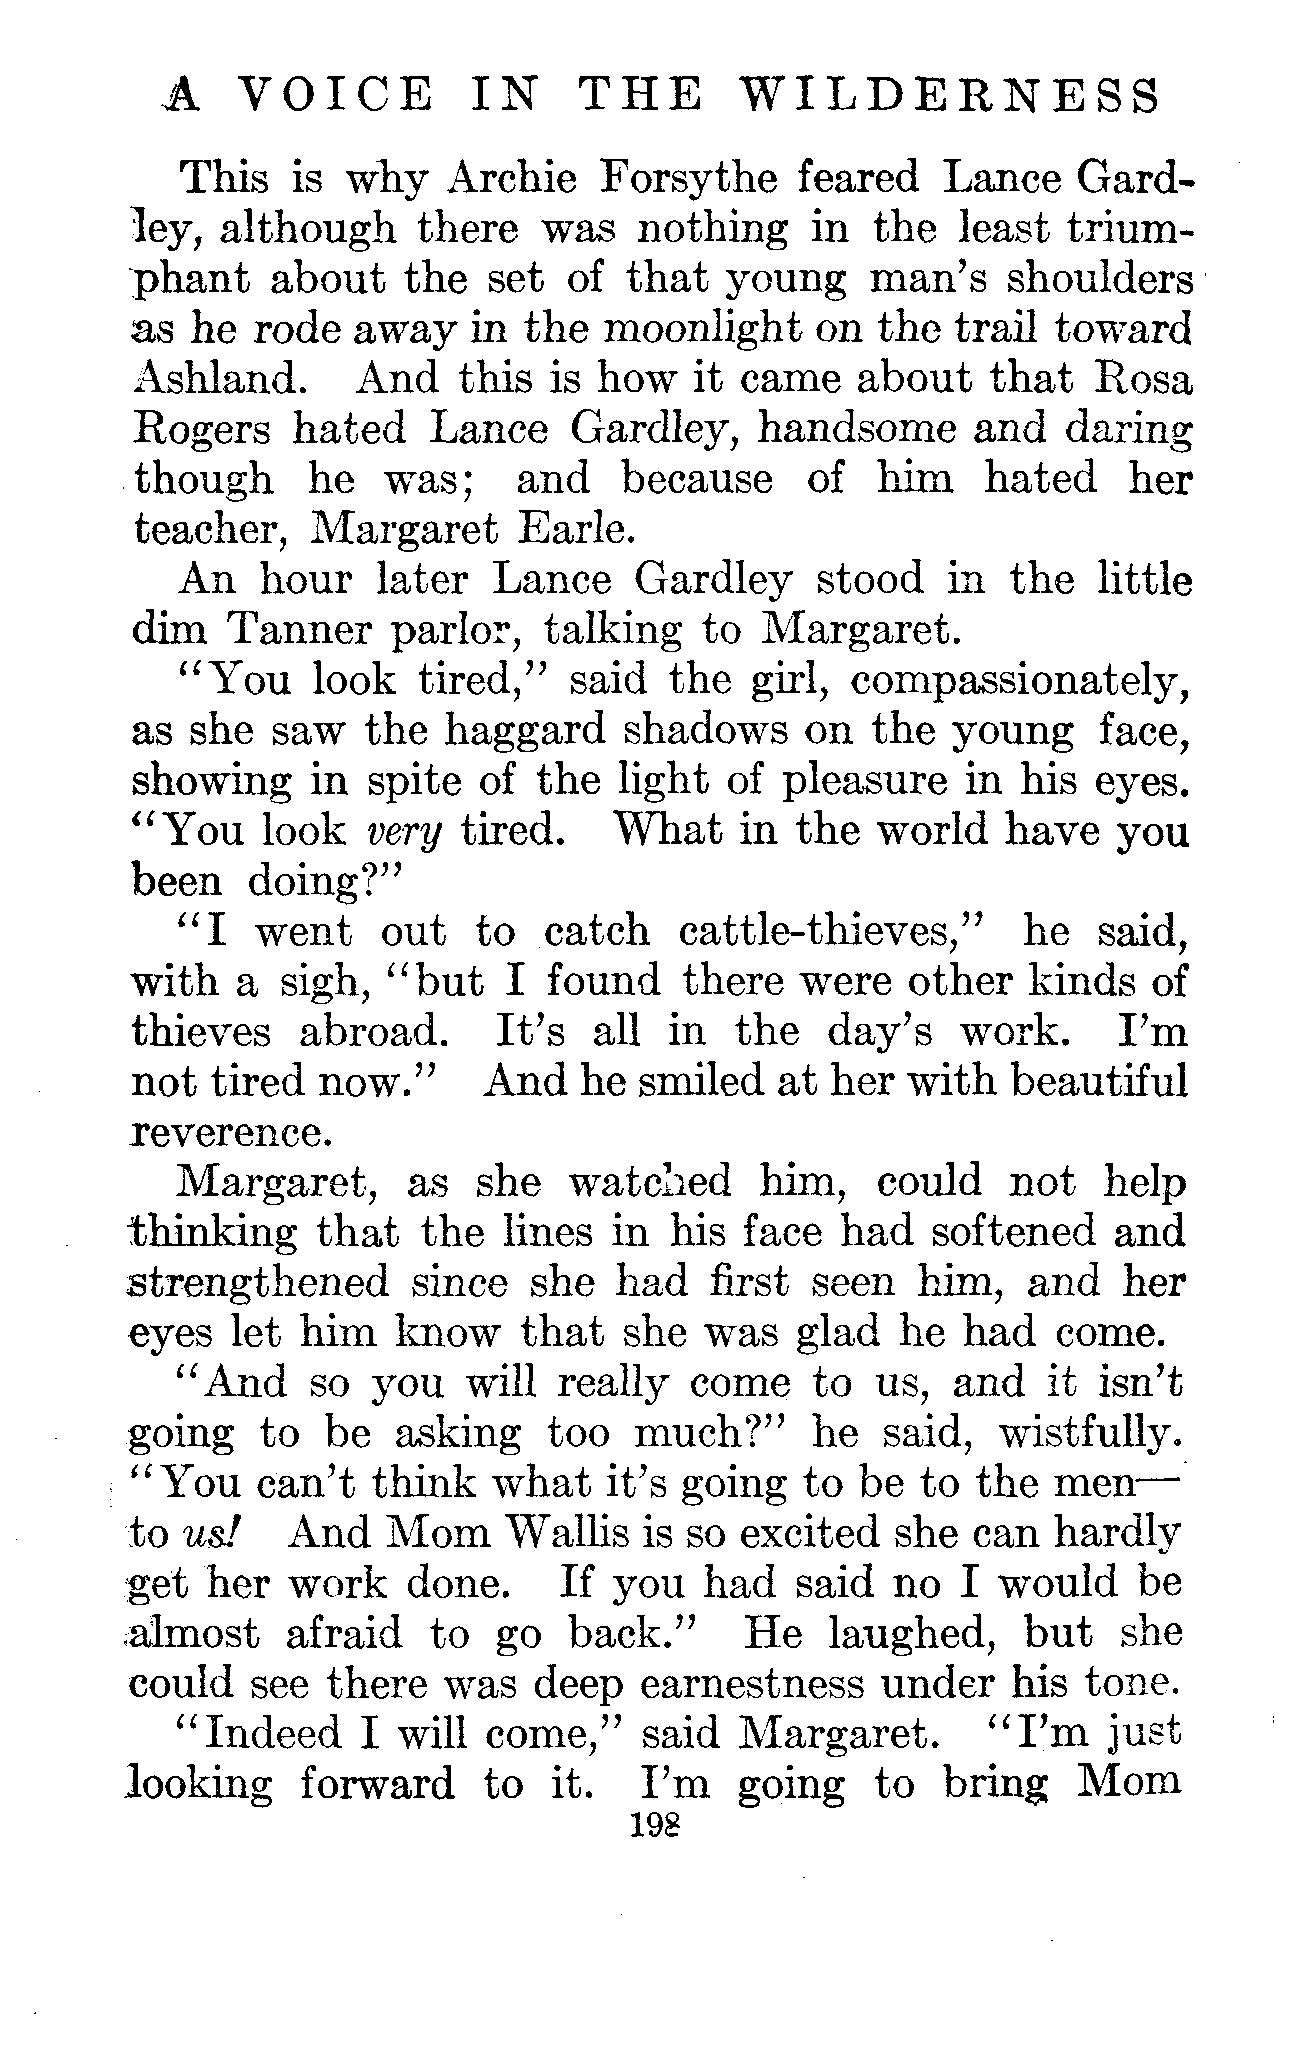 A VOICE IN THE WILDERNESS
This is why Archie Forsythe feared Lance Gard-
ley, although there was nothing in the least trium-
phant about the set of that young man's shoulders
as he rode away in the moonlight on the trail toward
Ashland. And this is how it came about that Rosa
Rogers hated Lance Gardley, handsome and daring
though he was; and because of him hated her
teacher, Margaret Earle.
An hour later Lance Gardley stood in the little
dim Tanner parlor, talking to Margaret.
"You look tired," said the girl, compassionately,
as she saw the haggard shadows on the young face,
showing in spite of the light of pleasure in his eyes.
"You look very tired. What in the world have you
been doing?"
"I went out to catch cattle-thieves," he said,
with a sigh, "but I found there were other kinds of
thieves abroad. It's all in the day's work. I'm
not tired now." And he smiled at her with beautiful
reverence.
Margaret, as she watched him, could not help
thinking that the lines in his face had softened and
strengthened since she had first seen him, and her
eyes let him know that she was glad he had come.
"And so you will really come to us, and it isn't
going to be asking too much?" he said, wistfully.
"You can't think what it's going to be to the men—
to us! And Mom Wallis is so excited she can hardly
get her work done. If you had said no I would be
almost afraid to go back." He laughed, but she
could see there was deep earnestness under his tone.
"Indeed I will come," said Margaret. "I'm just
looking forward to it. I'm going to bring Mom
198